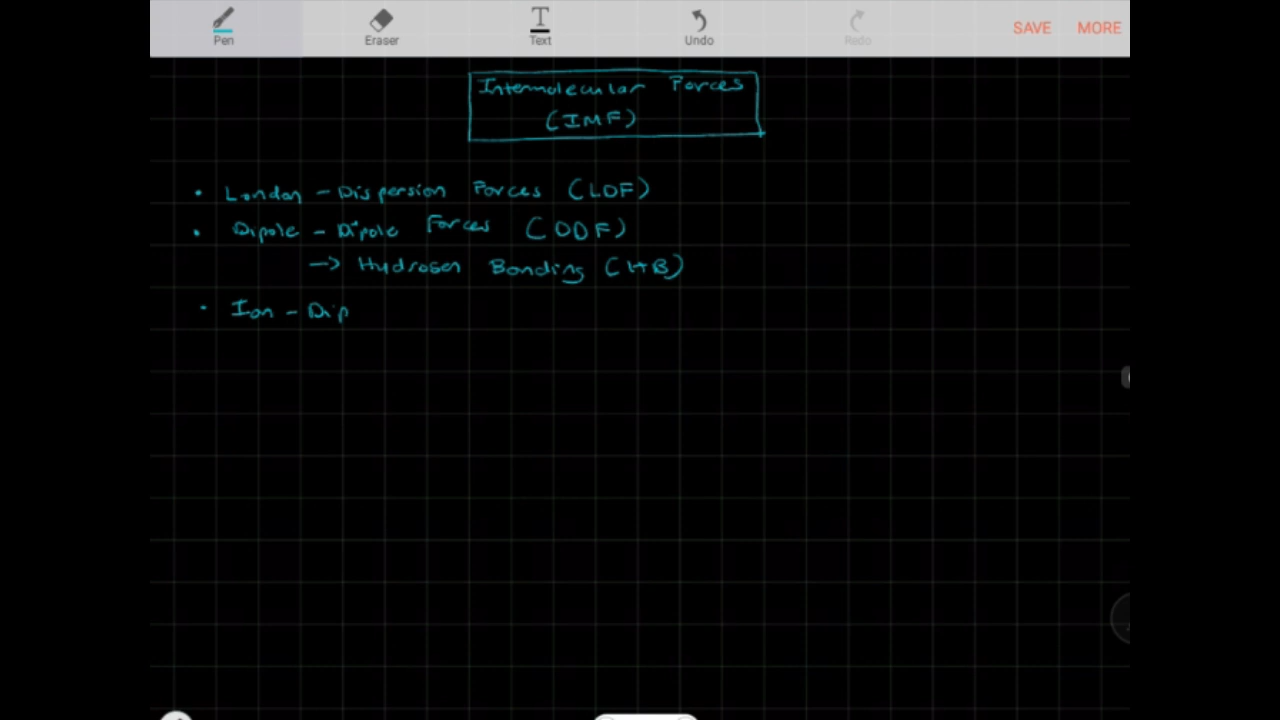 Pen Eraser Text Undo Redo SAVE MORE
Intermolecular Forces
(IMF)
• London - Dispersion Forces (LDF)
• Dipole - Dipole Forces (DDF)
→ Hydrogen Bonding (HB)
• Ion - Dip